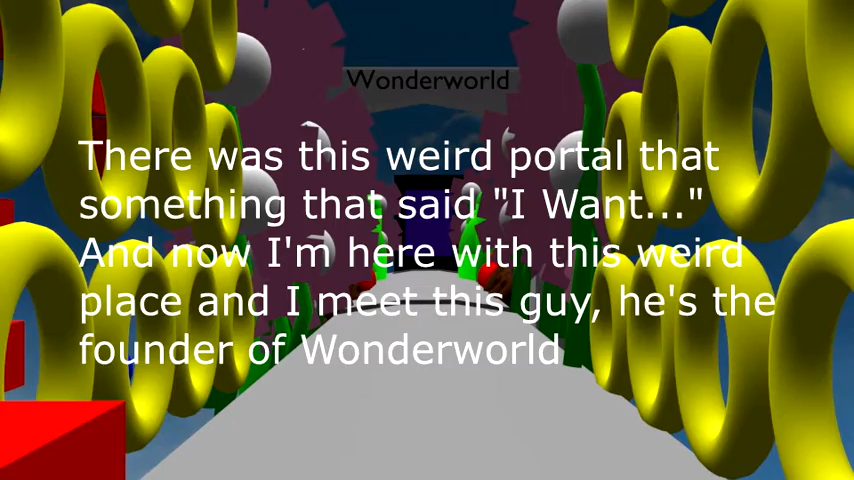 Wonderworld
There was this weird portal that
something that said "I Want..."
And now I'm here with this weird
place and I meet this guy, he's the
founder of Wonderworld